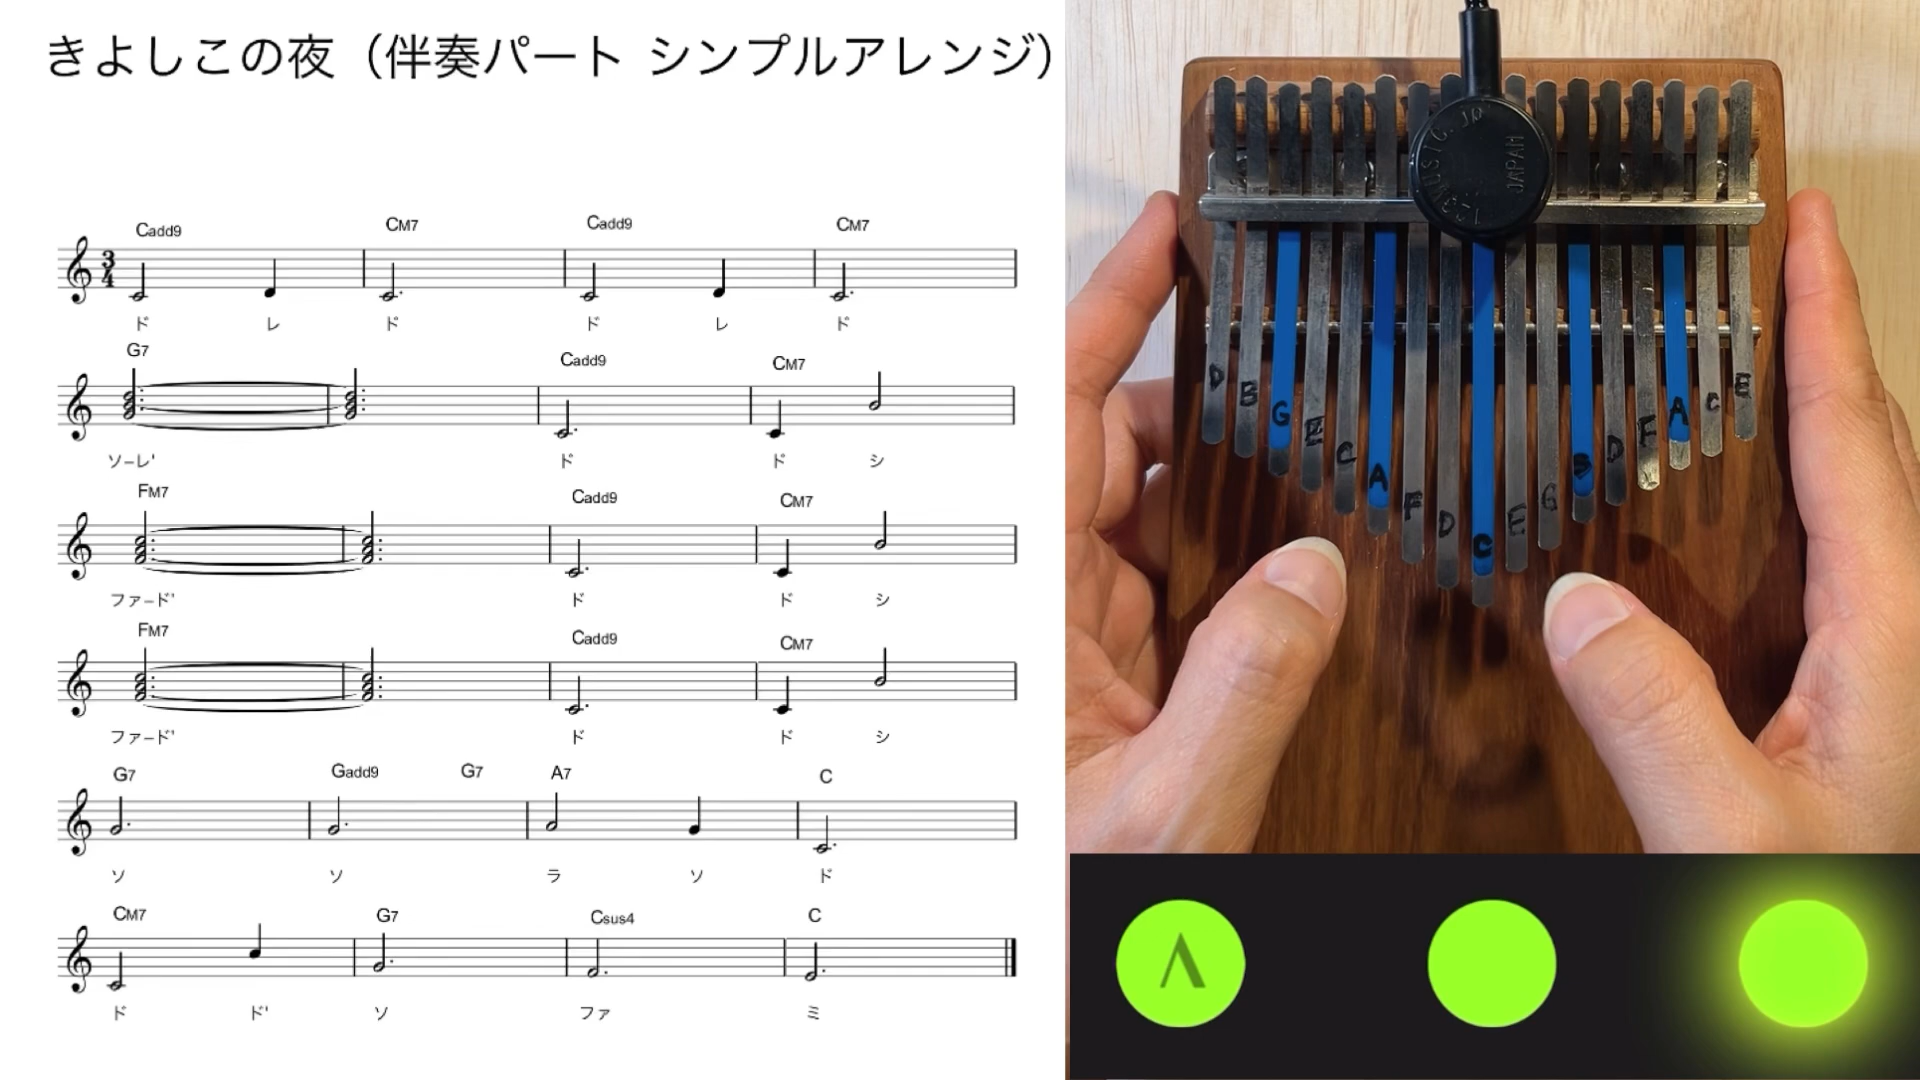 きよしこの夜（伴奏パート シンプルアレンジ）
Cadd9 CM7 Cadd9 CM7
3
4
ド レ ド ド レ ド
G7 Cadd9 CM7
ソ–レ' ド ド シ
FM7 Cadd9 CM7
ファ–ド' ド ド シ
FM7 Cadd9 CM7
ファ–ド' ド ド シ
G7 Gadd9 G7 A7 C
ソ ソ ラ ソ ド
CM7 G7 Csus4 C
ド ド' ソ ファ ミ
JAPAN
D B G E C A F D C E G B D F A C E